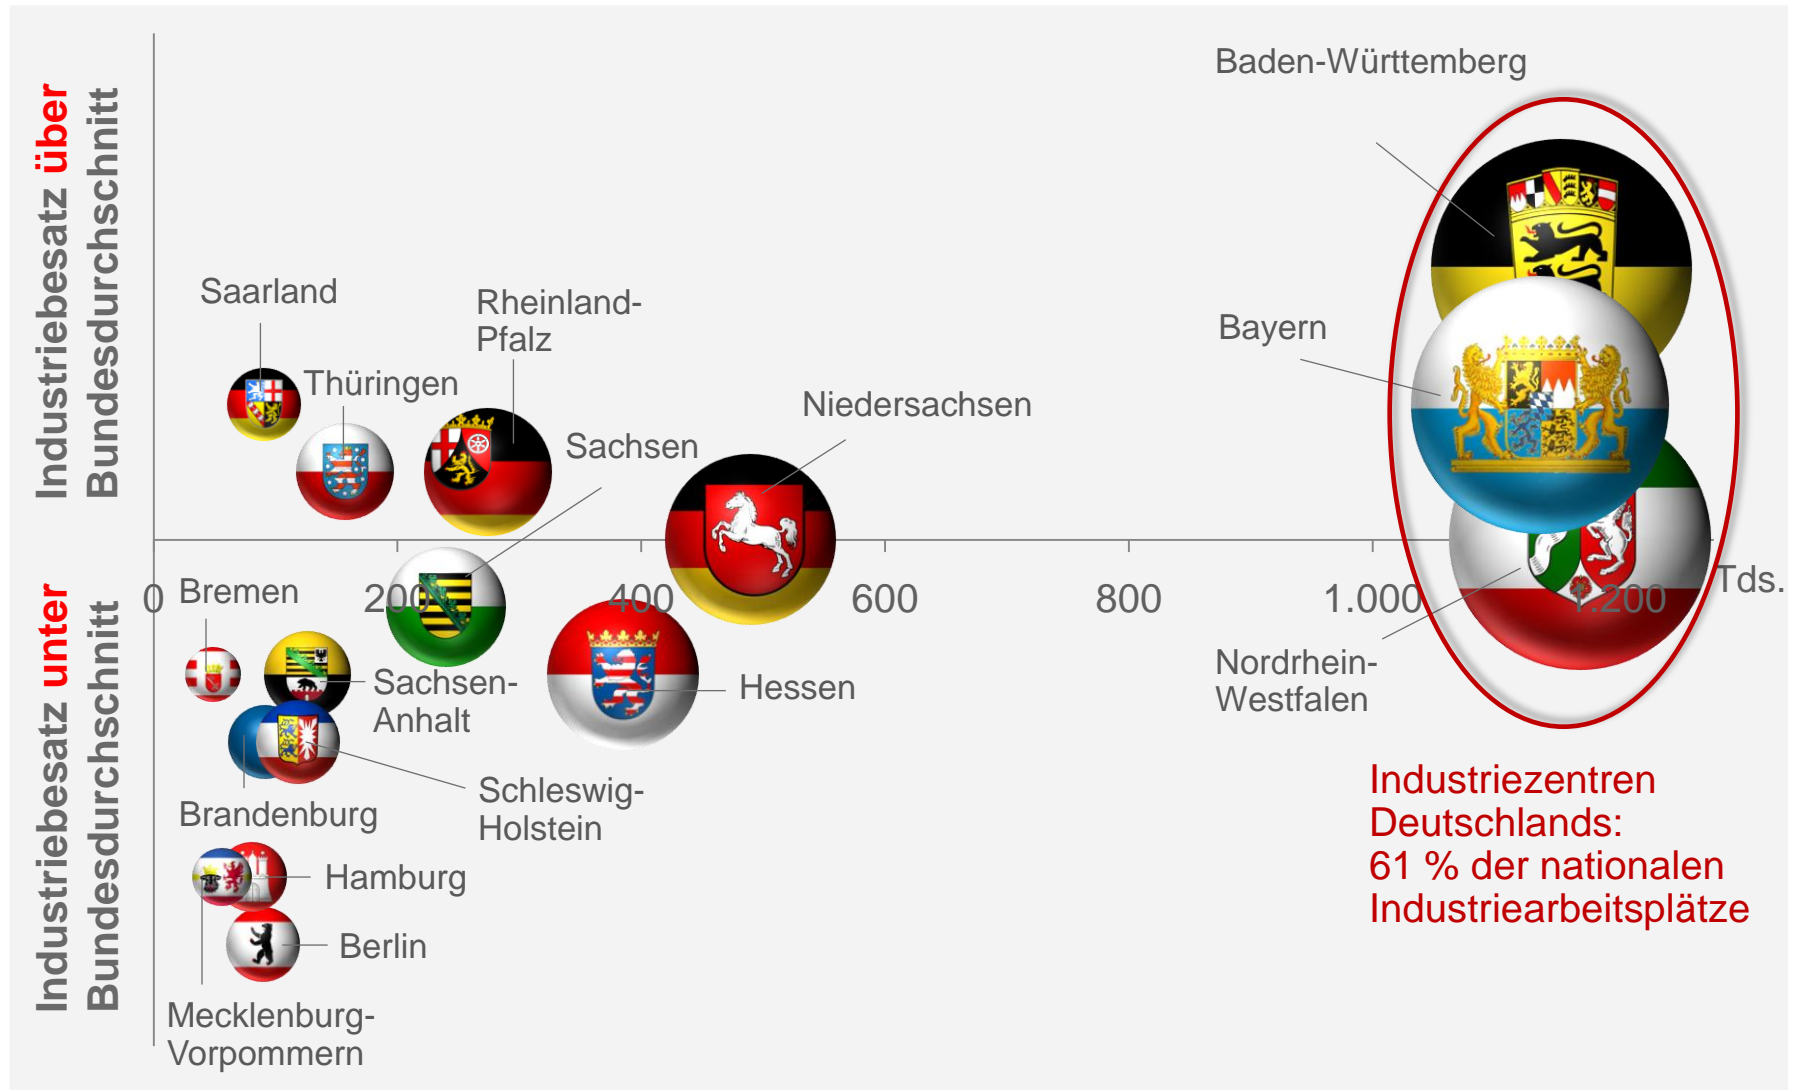 Industriebesatz über
Bundesdurchschnitt
Industriebesatz unter
Bundesdurchschnitt
Baden-Württemberg
Saarland
Rheinland-
Pfalz
Bayern
Thüringen
Niedersachsen
Sachsen
0
200
400
600
800
1.000
1.200
Tds.
Bremen
Sachsen-
Anhalt
Hessen
Nordrhein-
Westfalen
Schleswig-
Holstein
Brandenburg
Hamburg
Berlin
Mecklenburg-
Vorpommern
Industriezentren
Deutschlands:
61 % der nationalen
Industriearbeitsplätze